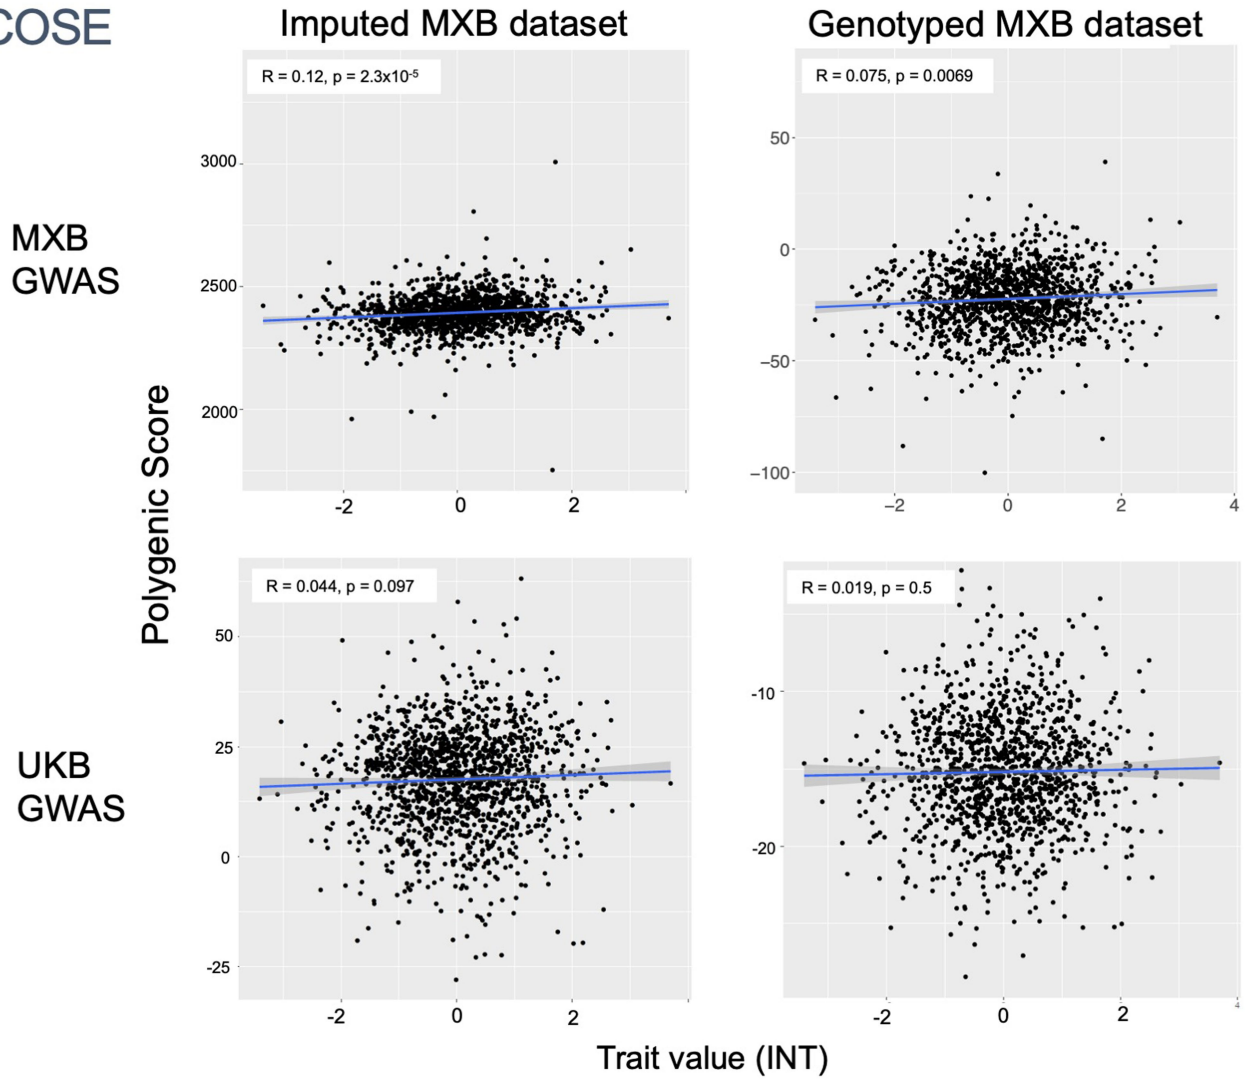 COSE
Imputed MXB dataset
Genotyped MXB dataset
R = 0.12, p = 2.3x10⁻⁵
R = 0.075, p = 0.0069
MXB
GWAS
3000
2500
2000
-2 0 2
50
0
−50
−100
−2 0 2 4
Polygenic Score
R = 0.044, p = 0.097
R = 0.019, p = 0.5
UKB
GWAS
50
25
0
-25
-2 0 2
-10
-20
-2 0 2 4
Trait value (INT)